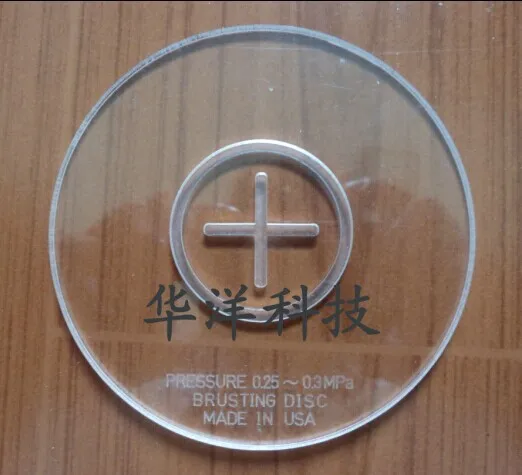 华洋科技
PRESSURE 0.25～0.3MPa
BRUSTING DISC
MADE IN USA